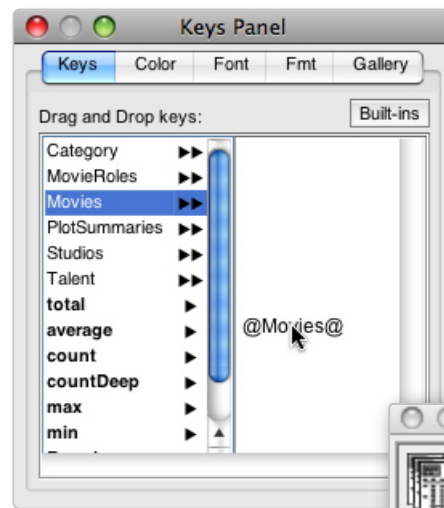 Keys Panel
Keys Color Font Fmt Gallery
Drag and Drop keys: Built-ins
Category
MovieRoles
Movies
PlotSummaries
Studios
Talent
total
average @Movies@
count
countDeep
max
min